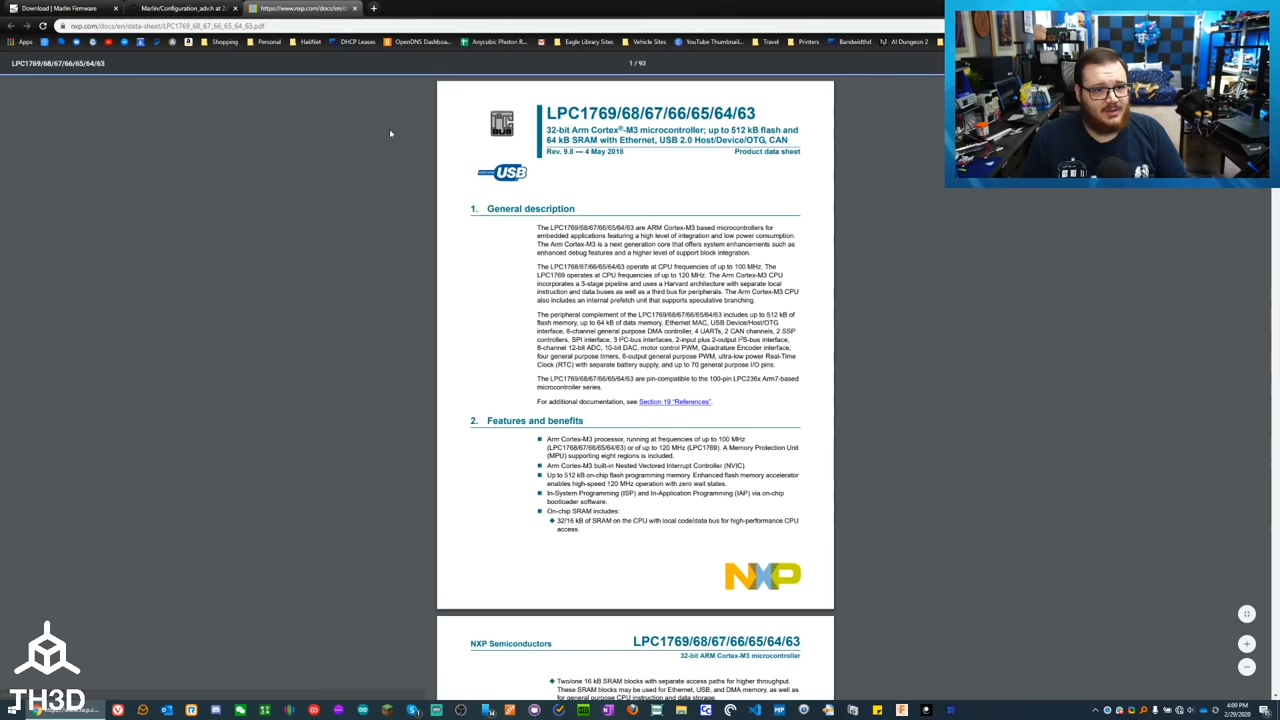 Download | Marlin Firmware
Marlin/Configuration_adv.h at 2.
https://www.nxp.com/docs/en/
nxp.com/docs/en/data-sheet/LPC1769_68_67_66_65_64_63.pdf
Apps
Shopping
Personal
HakNet
DHCP Leases
OpenDNS Dashboa...
Anycubic Photon R...
Eagle Library Sites
Vehicle Sites
YouTube Thumbnail...
Travel
Printers
Bandwidthd
AI Dungeon 2
LPC1769/68/67/66/65/64/63
1 / 93
LPC1769/68/67/66/65/64/63
32-bit Arm Cortex®-M3 microcontroller; up to 512 kB flash and
64 kB SRAM with Ethernet, USB 2.0 Host/Device/OTG, CAN
Rev. 9.8 — 4 May 2018
Product data sheet
BUS
USB
1. General description
The LPC1769/68/67/66/65/64/63 are ARM Cortex-M3 based microcontrollers for
embedded applications featuring a high level of integration and low power consumption.
The Arm Cortex-M3 is a next generation core that offers system enhancements such as
enhanced debug features and a higher level of support block integration.
The LPC1768/67/66/65/64/63 operate at CPU frequencies of up to 100 MHz. The
LPC1769 operates at CPU frequencies of up to 120 MHz. The Arm Cortex-M3 CPU
incorporates a 3-stage pipeline and uses a Harvard architecture with separate local
instruction and data buses as well as a third bus for peripherals. The Arm Cortex-M3 CPU
also includes an internal prefetch unit that supports speculative branching.
The peripheral complement of the LPC1769/68/67/66/65/64/63 includes up to 512 kB of
flash memory, up to 64 kB of data memory, Ethernet MAC, USB Device/Host/OTG
interface, 8-channel general purpose DMA controller, 4 UARTs, 2 CAN channels, 2 SSP
controllers, SPI interface, 3 I²C-bus interfaces, 2-input plus 2-output I²S-bus interface,
8-channel 12-bit ADC, 10-bit DAC, motor control PWM, Quadrature Encoder interface,
four general purpose timers, 6-output general purpose PWM, ultra-low power Real-Time
Clock (RTC) with separate battery supply, and up to 70 general purpose I/O pins.
The LPC1769/68/67/66/65/64/63 are pin-compatible to the 100-pin LPC236x Arm7-based
microcontroller series.
For additional documentation, see Section 19 "References".
2. Features and benefits
■ Arm Cortex-M3 processor, running at frequencies of up to 100 MHz
(LPC1768/67/66/65/64/63) or of up to 120 MHz (LPC1769). A Memory Protection Unit
(MPU) supporting eight regions is included.
■ Arm Cortex-M3 built-in Nested Vectored Interrupt Controller (NVIC).
■ Up to 512 kB on-chip flash programming memory. Enhanced flash memory accelerator
enables high-speed 120 MHz operation with zero wait states.
■ In-System Programming (ISP) and In-Application Programming (IAP) via on-chip
bootloader software.
■ On-chip SRAM includes:
◆ 32/16 kB of SRAM on the CPU with local code/data bus for high-performance CPU
access.
NXP
NXP Semiconductors
LPC1769/68/67/66/65/64/63
32-bit ARM Cortex-M3 microcontroller
◆ Two/one 16 kB SRAM blocks with separate access paths for higher throughput.
These SRAM blocks may be used for Ethernet, USB, and DMA memory, as well as
for general purpose CPU instruction and data storage.
TH3D
4:09 PM
2/29/2020